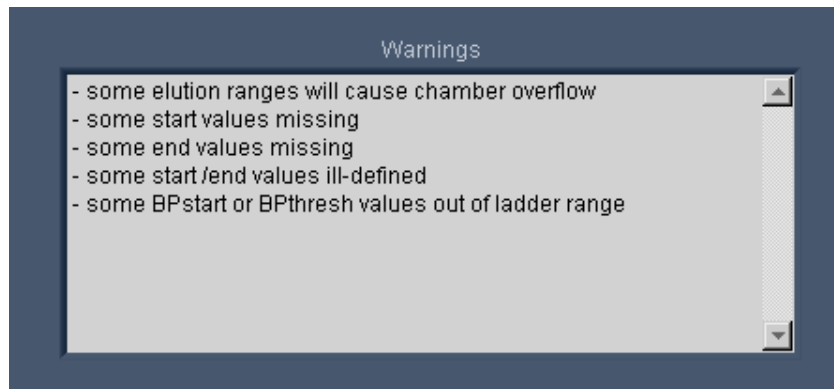 Warnings
- some elution ranges will cause chamber overflow
- some start values missing
- some end values missing
- some start /end values ill-defined
- some BPstart or BPthresh values out of ladder range